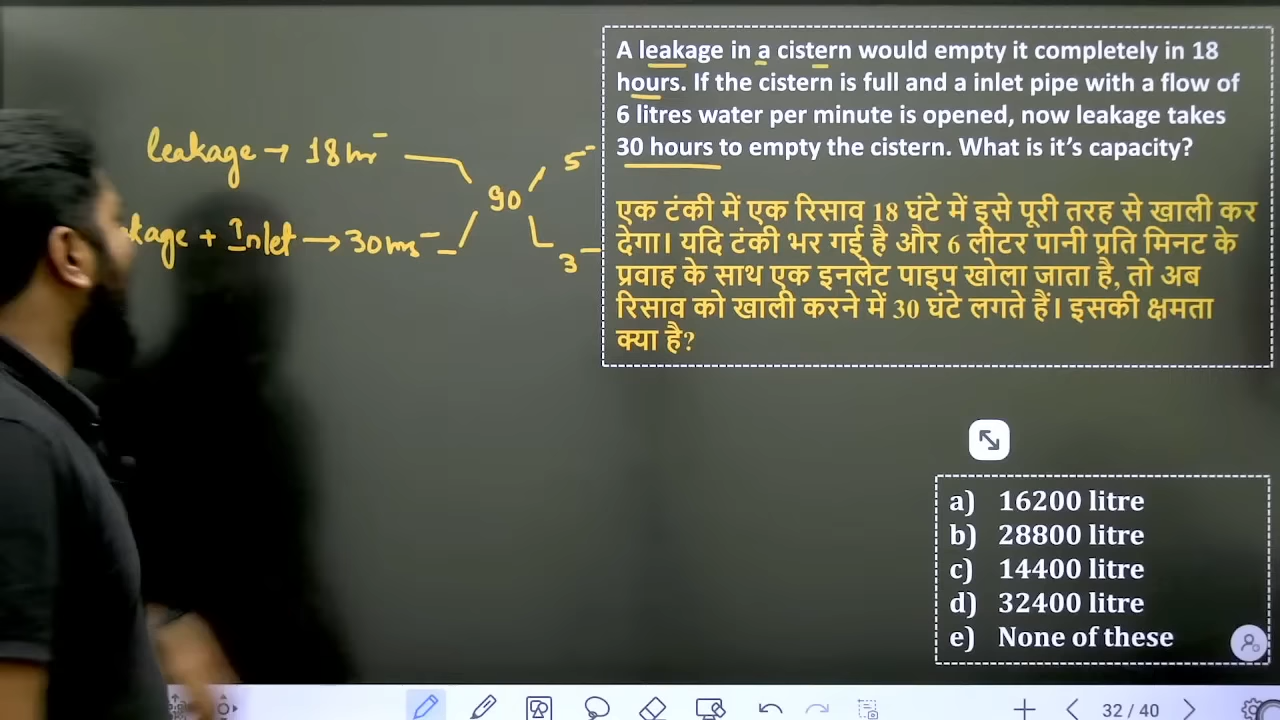 A leakage in a cistern would empty it completely in 18
hours. If the cistern is full and a inlet pipe with a flow of
6 litres water per minute is opened, now leakage takes
30 hours to empty the cistern. What is it's capacity?
एक टंकी में एक रिसाव 18 घंटे में इसे पूरी तरह से खाली कर
देगा। यदि टंकी भर गई है और 6 लीटर पानी प्रति मिनट के
प्रवाह के साथ एक इनलेट पाइप खोला जाता है, तो अब
रिसाव को खाली करने में 30 घंटे लगते हैं। इसकी क्षमता
क्या है?
leakage → 18 hr⁻
kage + Inlet → 30 hrs⁻
90
5⁻
3⁻
a) 16200 litre
b) 28800 litre
c) 14400 litre
d) 32400 litre
e) None of these
32 / 40